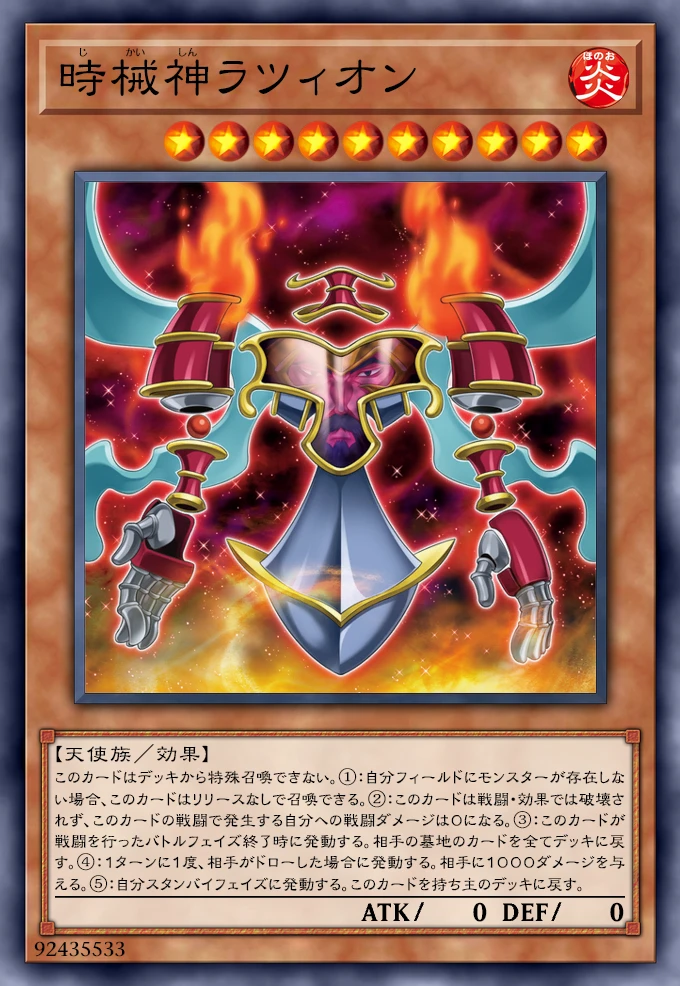 じ かい しん
時械神ラツィオン
ほのお
炎
【天使族／効果】
このカードはデッキから特殊召喚できない。①：自分フィールドにモンスターが存在しな
い場合、このカードはリリースなしで召喚できる。②：このカードは戦闘・効果では破壊さ
れず、このカードの戦闘で発生する自分への戦闘ダメージは０になる。③：このカードが
戦闘を行ったバトルフェイズ終了時に発動する。相手の墓地のカードを全てデッキに戻
す。④：１ターンに１度、相手がドローした場合に発動する。相手に１０００ダメージを与
える。⑤：自分スタンバイフェイズに発動する。このカードを持ち主のデッキに戻す。
ATK/ 0 DEF/ 0
92435533